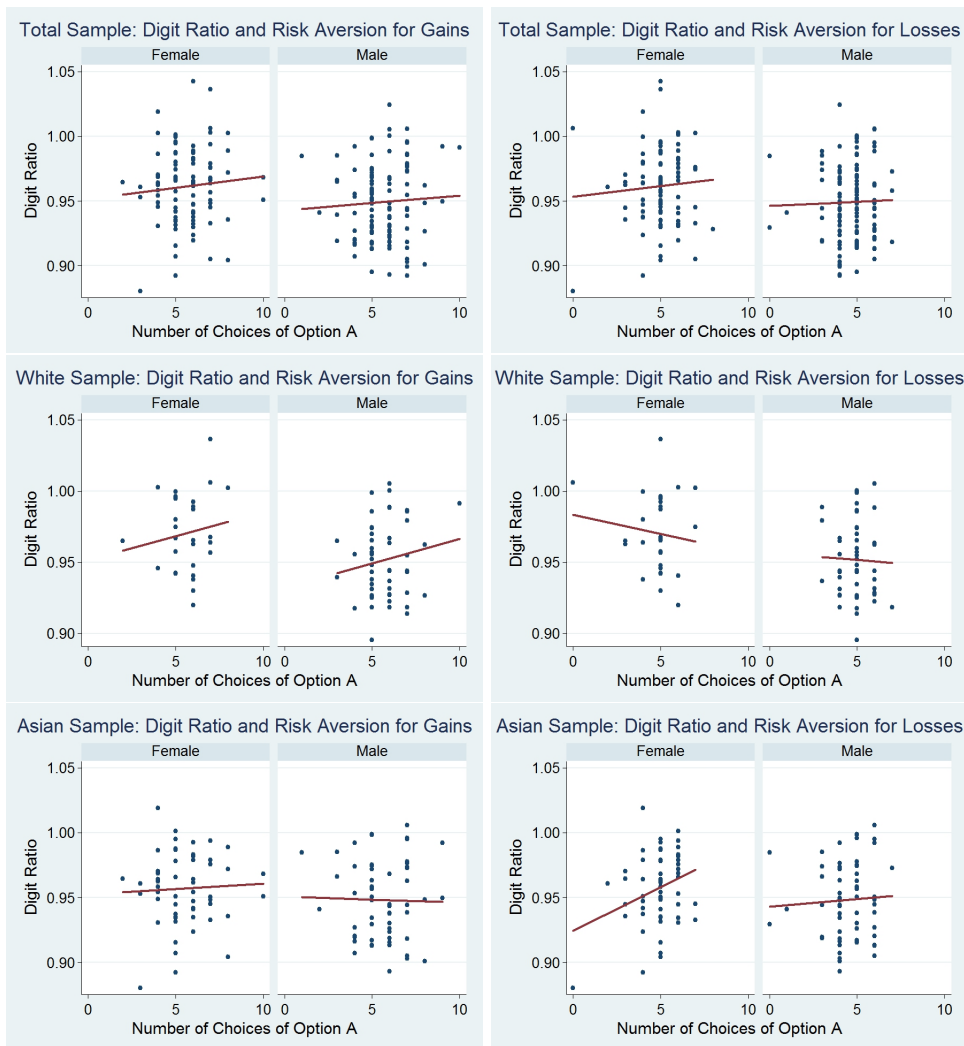 Total Sample: Digit Ratio and Risk Aversion for Gains
Female
Male
Digit Ratio
1.05
1.00
0.95
0.90
0
5
10
0
5
10
Number of Choices of Option A
Total Sample: Digit Ratio and Risk Aversion for Losses
Female
Male
Digit Ratio
1.05
1.00
0.95
0.90
0
5
10
0
5
10
Number of Choices of Option A
White Sample: Digit Ratio and Risk Aversion for Gains
Female
Male
Digit Ratio
1.05
1.00
0.95
0.90
0
5
10
0
5
10
Number of Choices of Option A
White Sample: Digit Ratio and Risk Aversion for Losses
Female
Male
Digit Ratio
1.05
1.00
0.95
0.90
0
5
10
0
5
10
Number of Choices of Option A
Asian Sample: Digit Ratio and Risk Aversion for Gains
Female
Male
Digit Ratio
1.05
1.00
0.95
0.90
0
5
10
0
5
10
Number of Choices of Option A
Asian Sample: Digit Ratio and Risk Aversion for Losses
Female
Male
Digit Ratio
1.05
1.00
0.95
0.90
0
5
10
0
5
10
Number of Choices of Option A